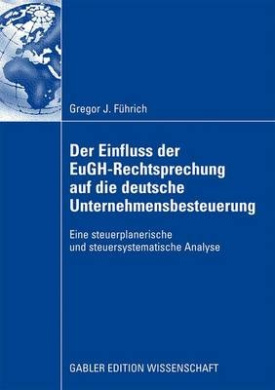 Gregor J. Führich
Der Einfluss der
EuGH-Rechtsprechung
auf die deutsche
Unternehmensbesteuerung
Eine steuerplanerische
und steuersystematische Analyse
GABLER EDITION WISSENSCHAFT